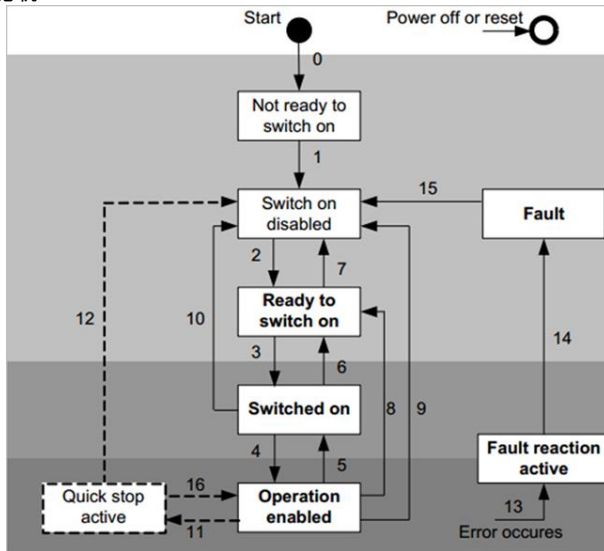 Start
Power off or reset
0
Not ready to
switch on
1
Switch on
disabled
15
Fault
2
7
12
10
Ready to
switch on
14
3
6
8
9
Switched on
4
5
Fault reaction
active
16
Quick stop
active
11
Operation
enabled
13
Error occures